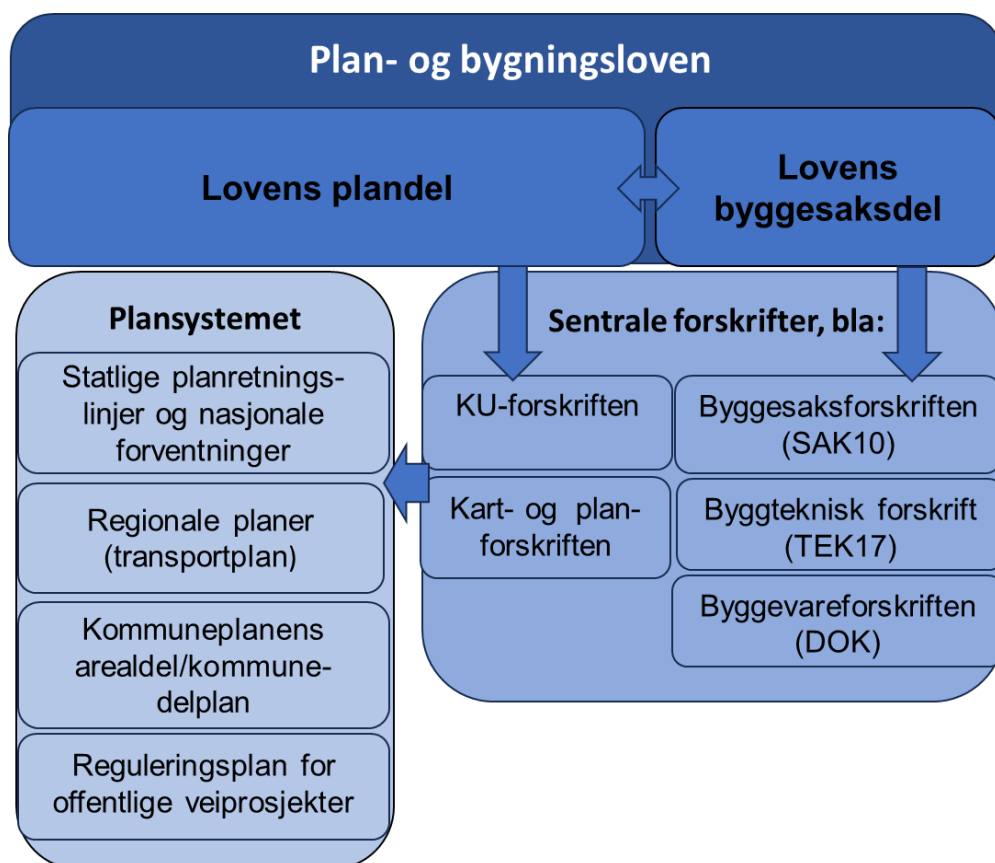 Plan- og bygningsloven
Lovens plandel
Lovens
byggesaksdel
Plansystemet
Statlige planretnings-
linjer og nasjonale
forventninger
Regionale planer
(transportplan)
Kommuneplanens
arealdel/kommune-
delplan
Reguleringsplan for
offentlige veiprosjekter
Sentrale forskrifter, bla:
KU-forskriften
Kart- og plan-
forskriften
Byggesaksforskriften
(SAK10)
Byggteknisk forskrift
(TEK17)
Byggevareforskriften
(DOK)